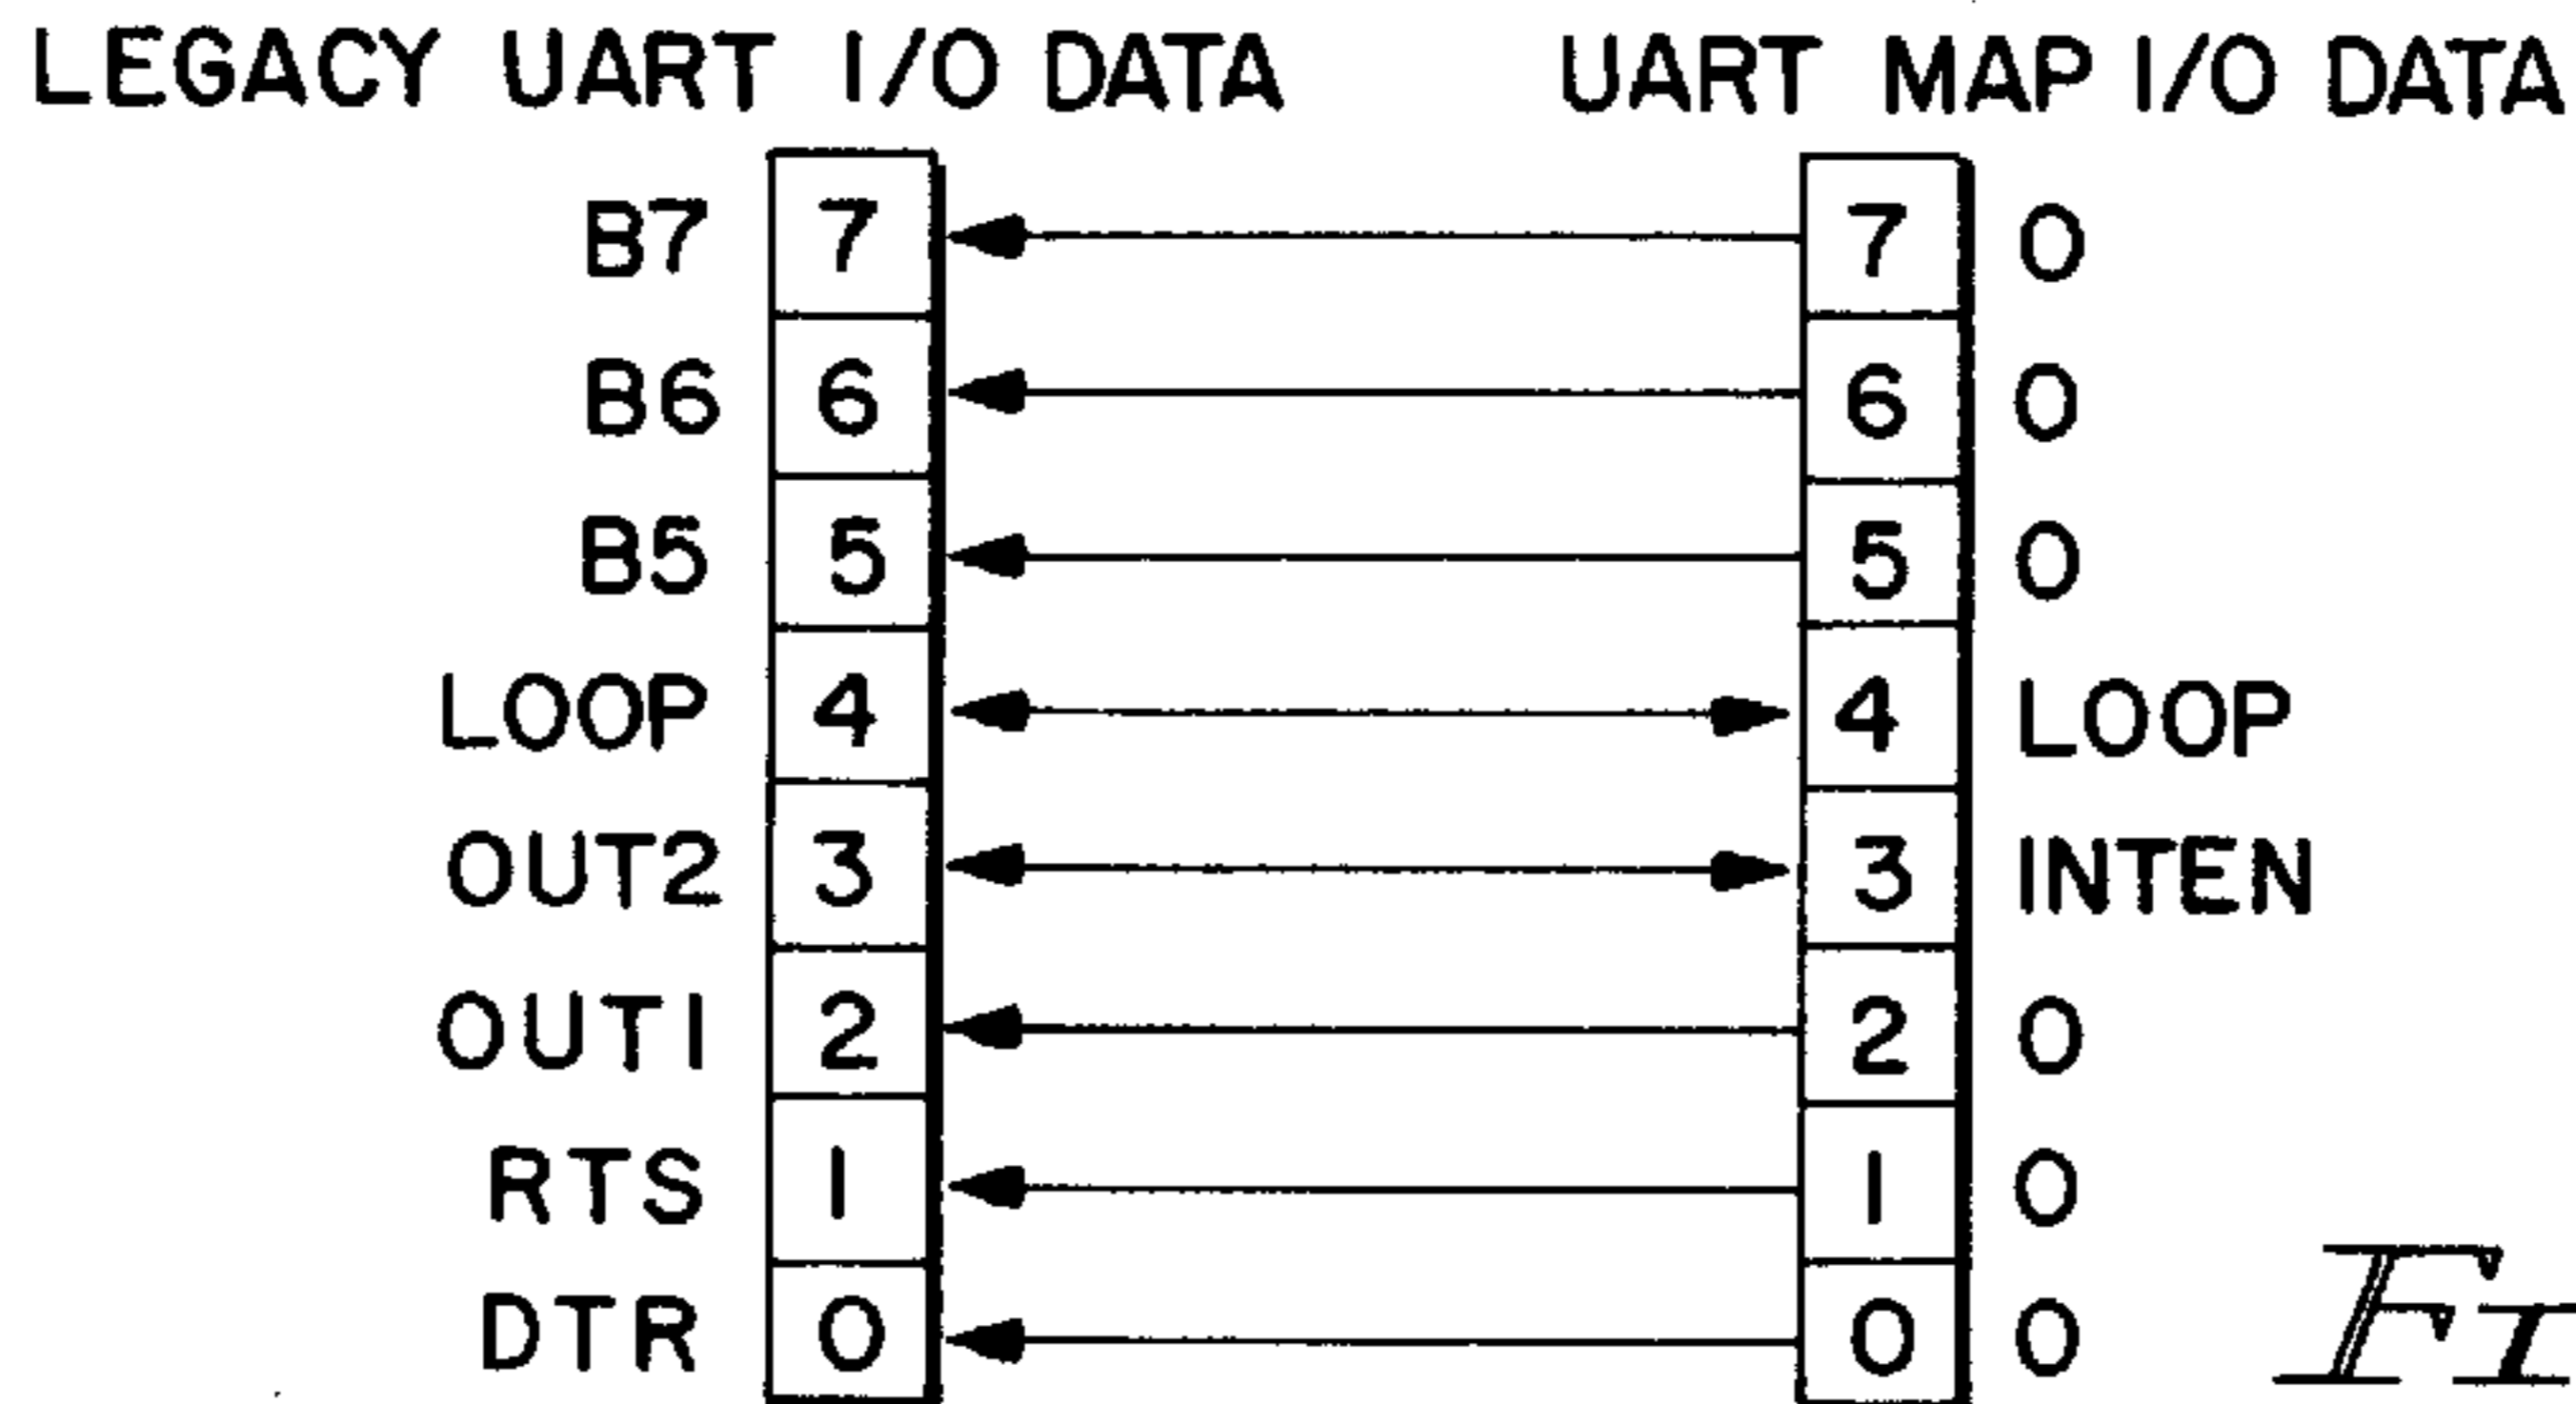 LEGACY UART I/O DATA UART MAP I/O DATA
B7 7 7 0
B6 6 6 0
B5 5 5 0
LOOP 4 4 LOOP
OUT2 3 3 INTEN
OUT1 2 2 0
RTS 1 1 0
DTR 0 0 0